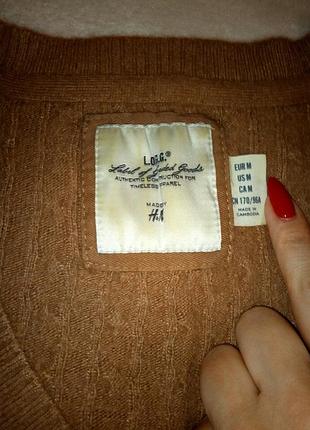 L.O.G.G.®
Label of Graded Goods
AUTHENTIC CONSTRUCTION FOR
TIMELESS APPAREL
MADE BY
H&M
EUR M
US M
CA M
CN 170/96A
MADE IN
CAMBODIA